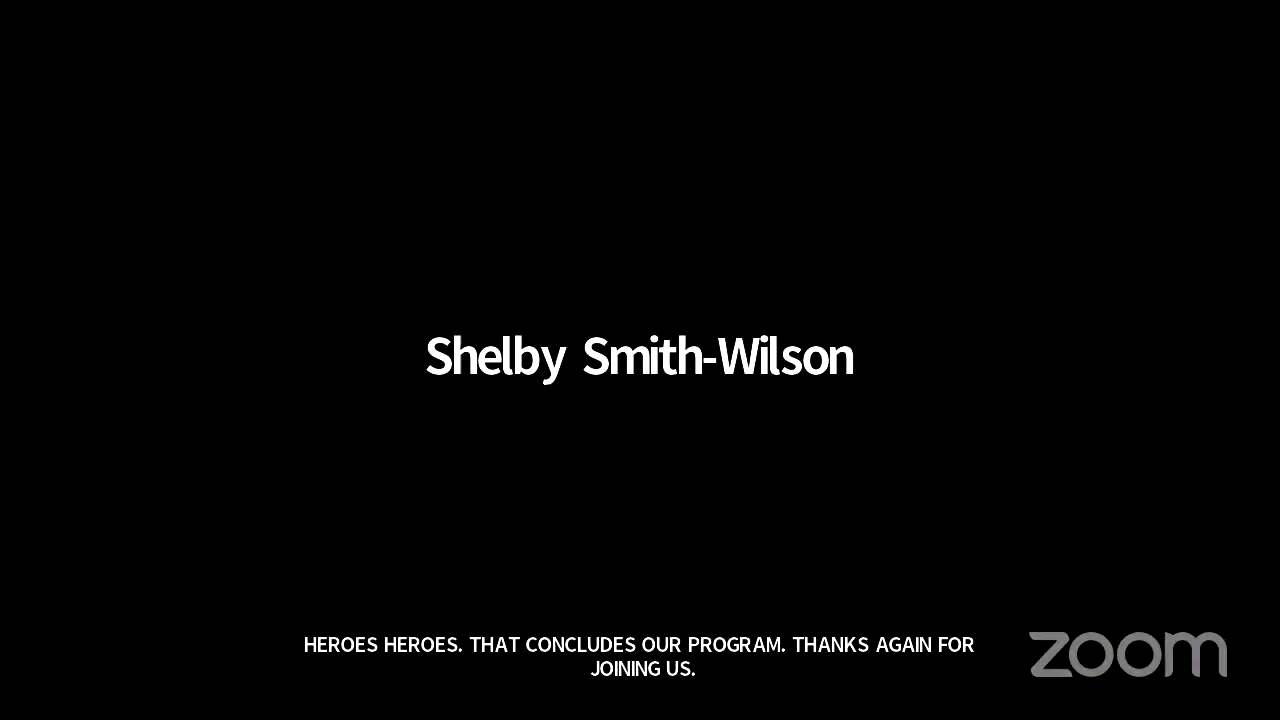 Shelby Smith-Wilson
HEROES HEROES. THAT CONCLUDES OUR PROGRAM. THANKS AGAIN FOR
JOINING US.
zoom